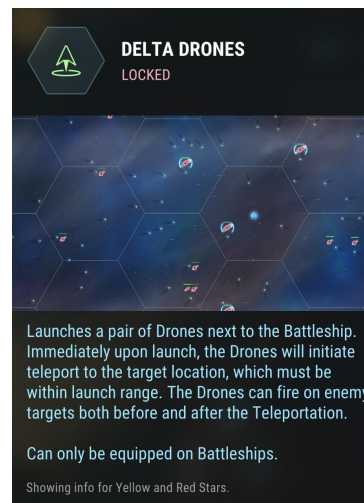 DELTA DRONES
LOCKED
Launches a pair of Drones next to the Battleship.
Immediately upon launch, the Drones will initiate
teleport to the target location, which must be
within launch range. The Drones can fire on enemy
targets both before and after the Teleportation.
Can only be equipped on Battleships.
Showing info for Yellow and Red Stars.